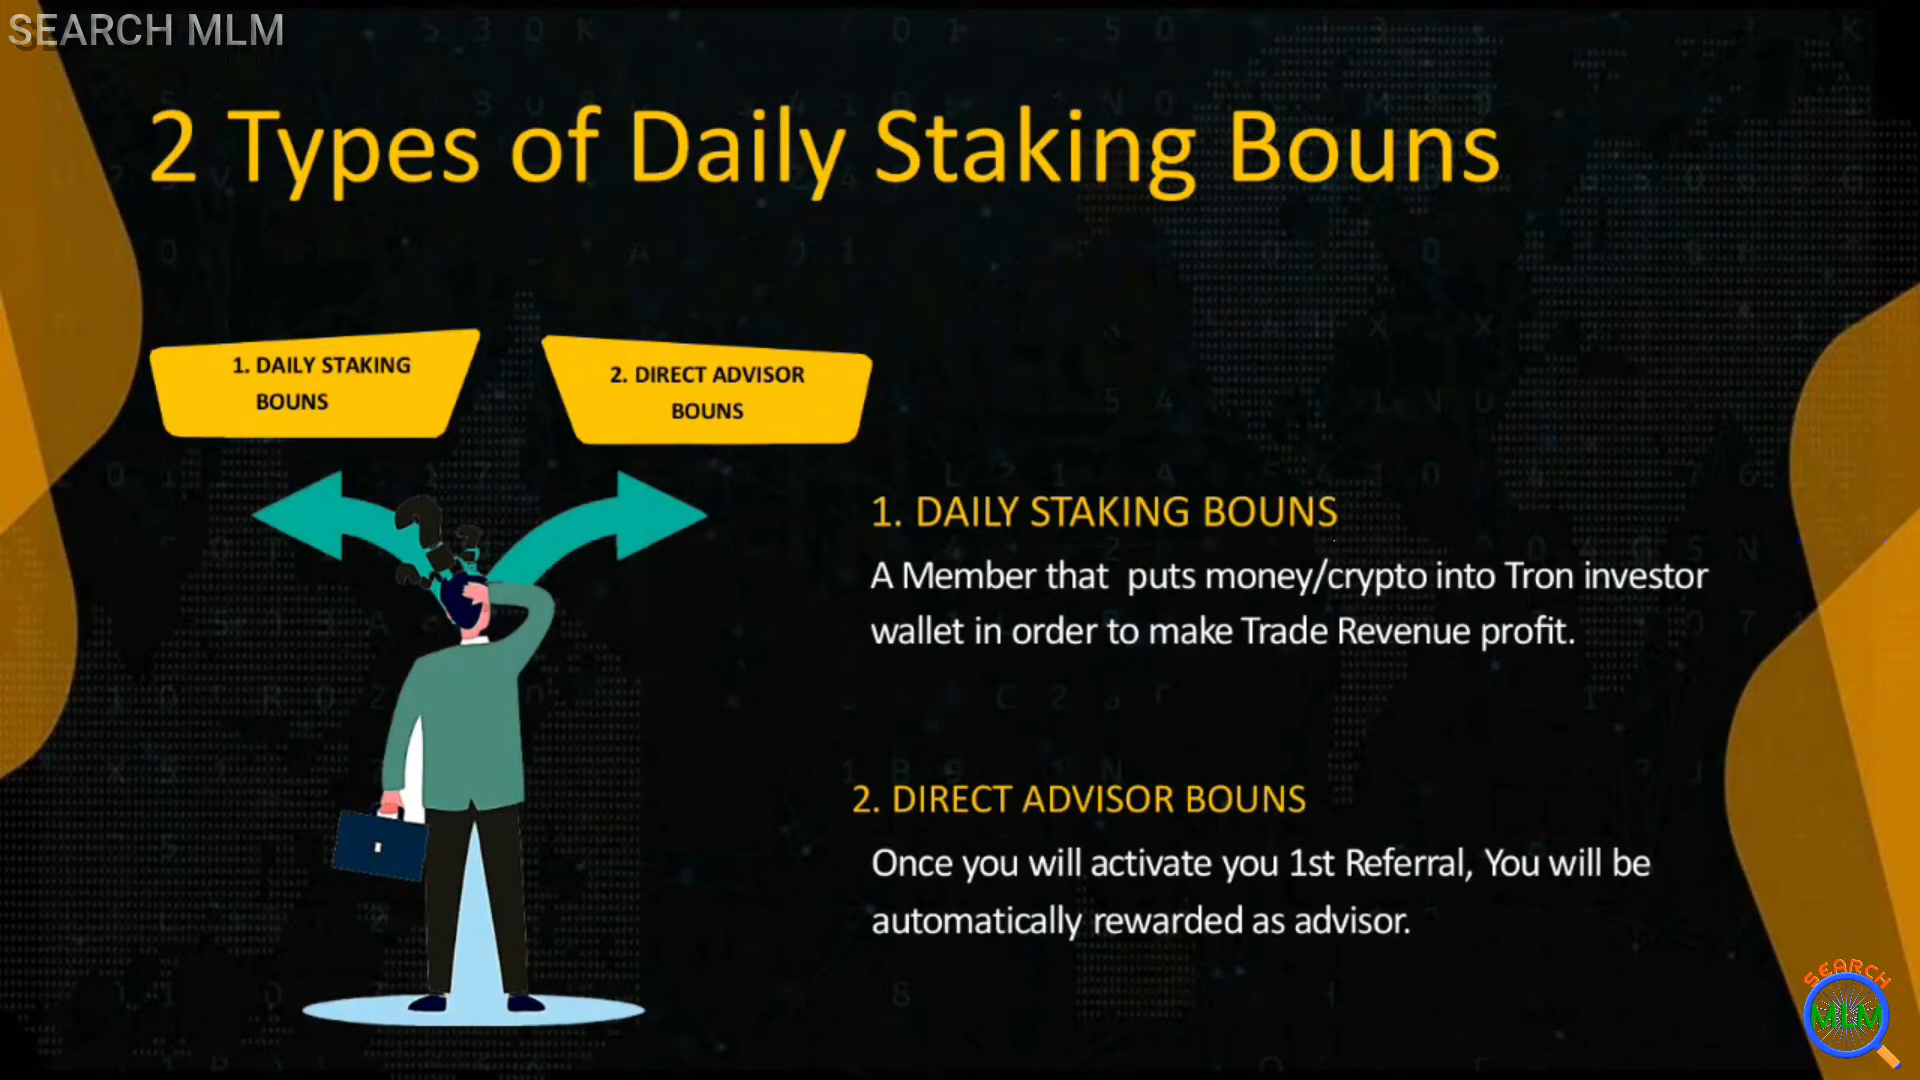 SEARCH MLM
2 Types of Daily Staking Bouns
1. DAILY STAKING
BOUNS
2. DIRECT ADVISOR
BOUNS
1. DAILY STAKING BOUNS
A Member that puts money/crypto into Tron investor
wallet in order to make Trade Revenue profit.
2. DIRECT ADVISOR BOUNS
Once you will activate you 1st Referral, You will be
automatically rewarded as advisor.
SEARCH
MLM